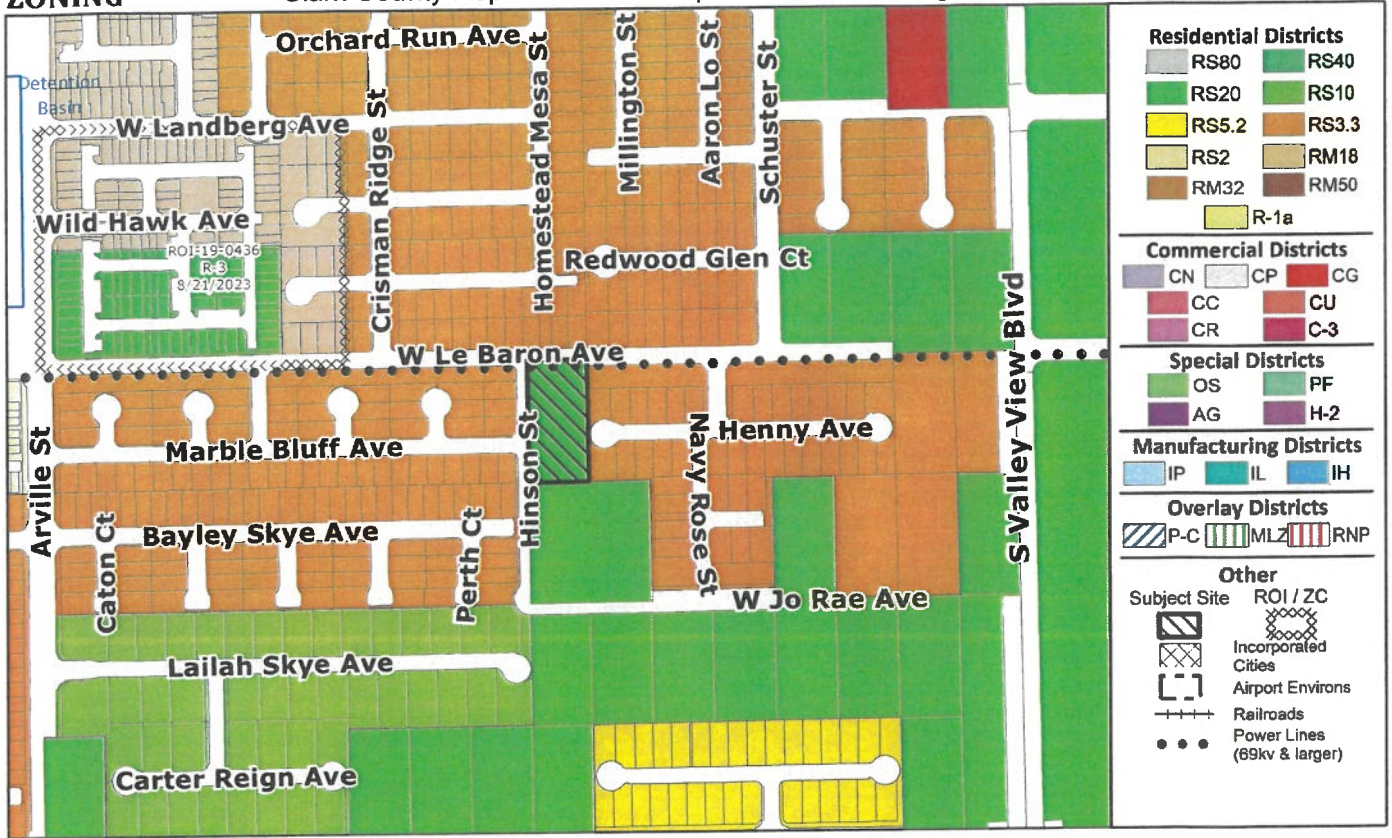 ZONING
Orchard Run Ave
Millington St
Aaron Lo St
Schuster St
Homestead Mesa St
Crisman Ridge St
Detention
Basin
W Landberg Ave
Wild Hawk Ave
ROI-19-0436
R-3
8/21/2023
Redwood Glen Ct
W Le Baron Ave
S Valley View Blvd
Arville St
Marble Bluff Ave
Hinson St
Navy Rose St
Henny Ave
Bayley Skye Ave
Caton Ct
Perth Ct
W Jo Rae Ave
Lailah Skye Ave
Carter Reign Ave
Residential Districts
RS80 RS40
RS20 RS10
RS5.2 RS3.3
RS2 RM18
RM32 RM50
R-1a
Commercial Districts
CN CP CG
CC CU
CR C-3
Special Districts
OS PF
AG H-2
Manufacturing Districts
IP IL IH
Overlay Districts
P-C MLZ RNP
Other
Subject Site ROI / ZC
Incorporated
Cities
Airport Environs
Railroads
Power Lines
(69kv & larger)